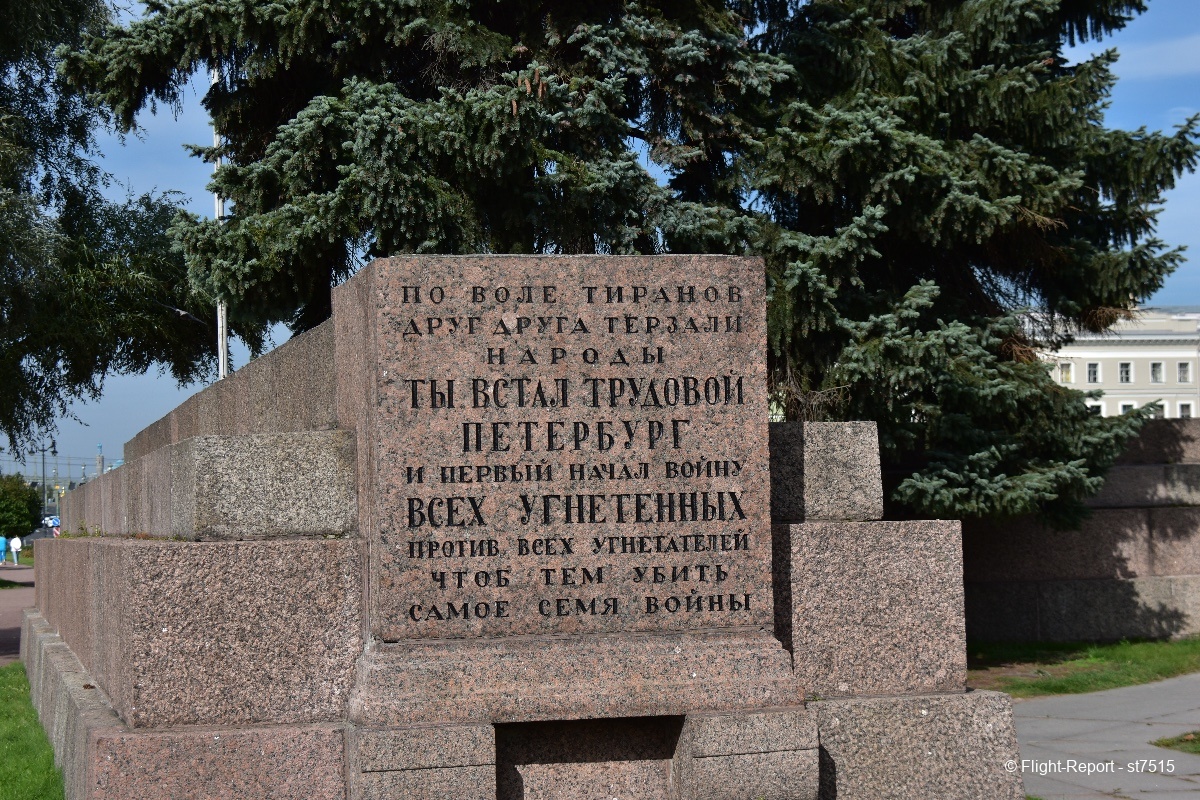 ПО ВОЛЕ ТИРАНОВ
ДРУГ ДРУГА ТЕРЗАЛИ
НАРОДЫ
ТЫ ВСТАЛ ТРУДОВОЙ
ПЕТЕРБУРГ
И ПЕРВЫЙ НАЧАЛ ВОЙНУ
ВСЕХ УГНЕТЕННЫХ
ПРОТИВ ВСЕХ УГНЕТАТЕЛЕЙ
ЧТОБ ТЕМ УБИТЬ
САМОЕ СЕМЯ ВОЙНЫ
© Flight-Report - st7515